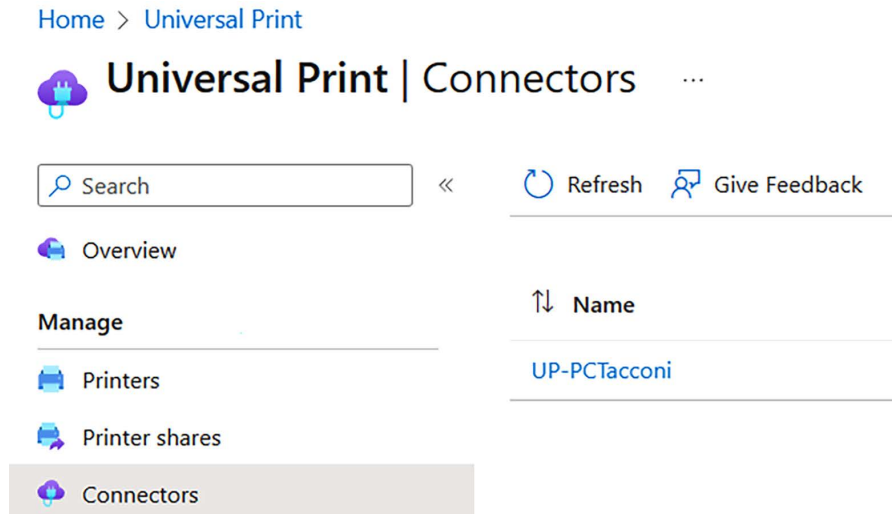 Home > Universal Print
Universal Print | Connectors ...
Search «
Refresh Give Feedback
Overview
Name
Manage
UP-PCTacconi
Printers
Printer shares
Connectors